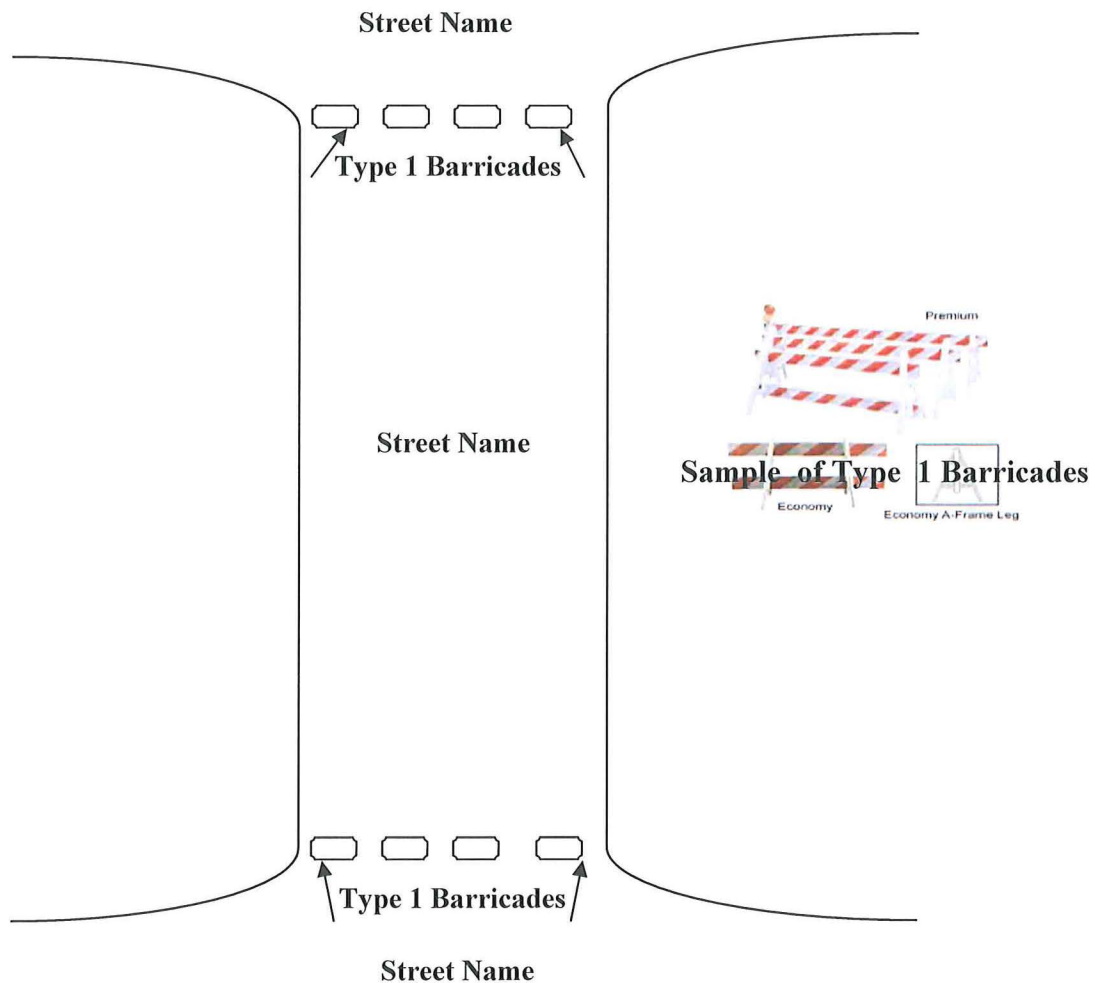 Street Name
Type 1 Barricades
Premium
Street Name
Sample of Type 1 Barricades
Economy
Economy A-Frame Leg
Type 1 Barricades
Street Name